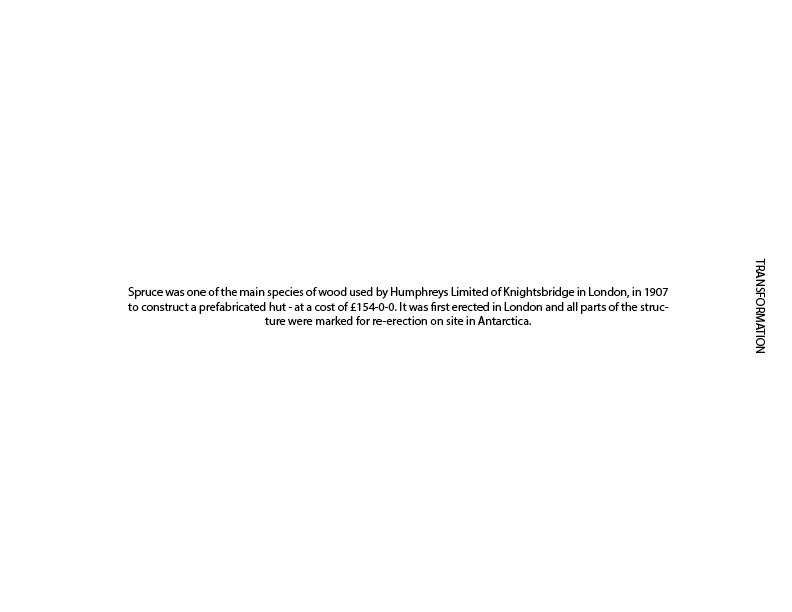 Spruce was one of the main species of wood used by Humphreys Limited of Knightsbridge in London, in 1907
to construct a prefabricated hut - at a cost of £154-0-0. It was first erected in London and all parts of the struc-
ture were marked for re-erection on site in Antarctica.
TRANSFORMATION